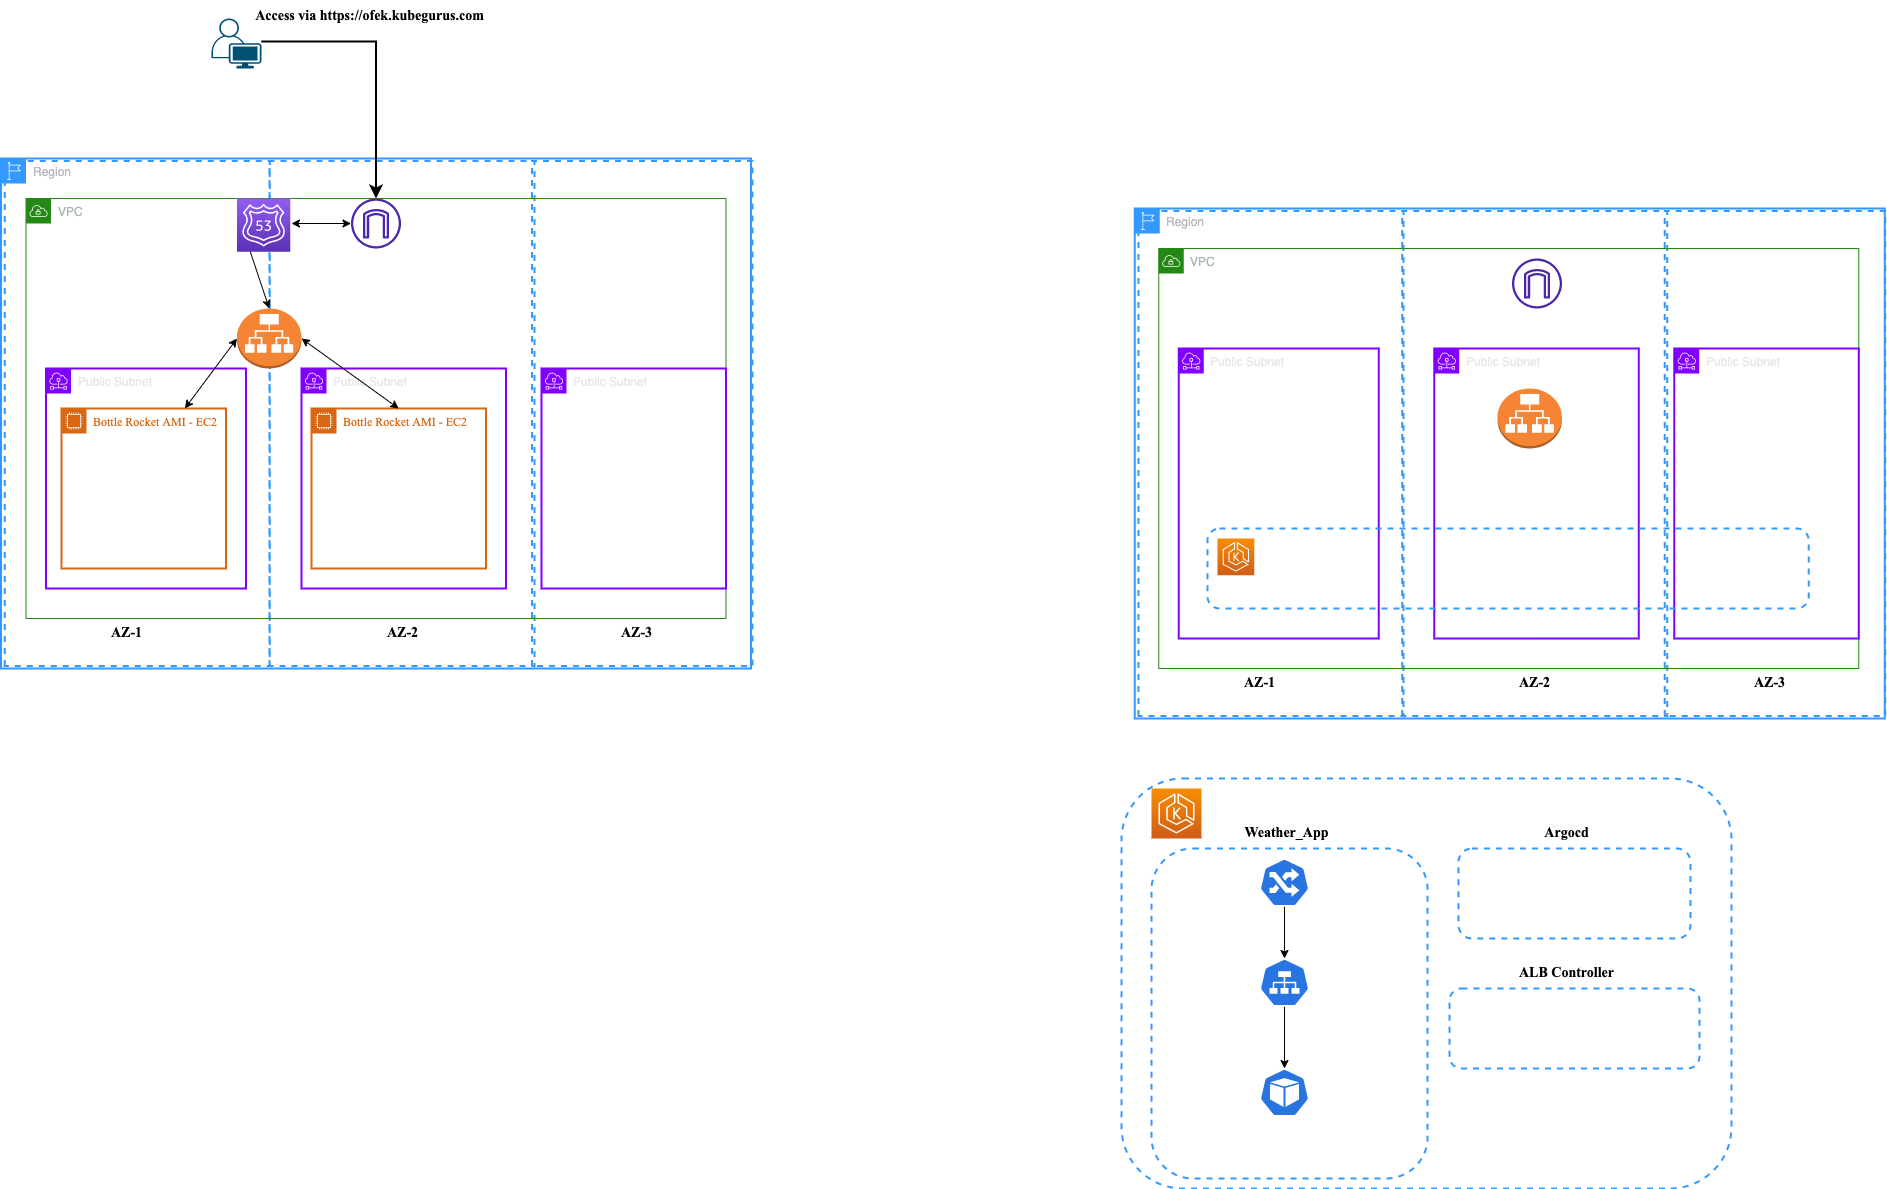 Access via https://ofek.kubegurus.com
Region
VPC
53
Public Subnet
Public Subnet
Public Subnet
Bottle Rocket AMI - EC2
Bottle Rocket AMI - EC2
AZ-1
AZ-2
AZ-3
Region
VPC
Public Subnet
Public Subnet
Public Subnet
K
AZ-1
AZ-2
AZ-3
K
Weather_App
Argocd
ALB Controller